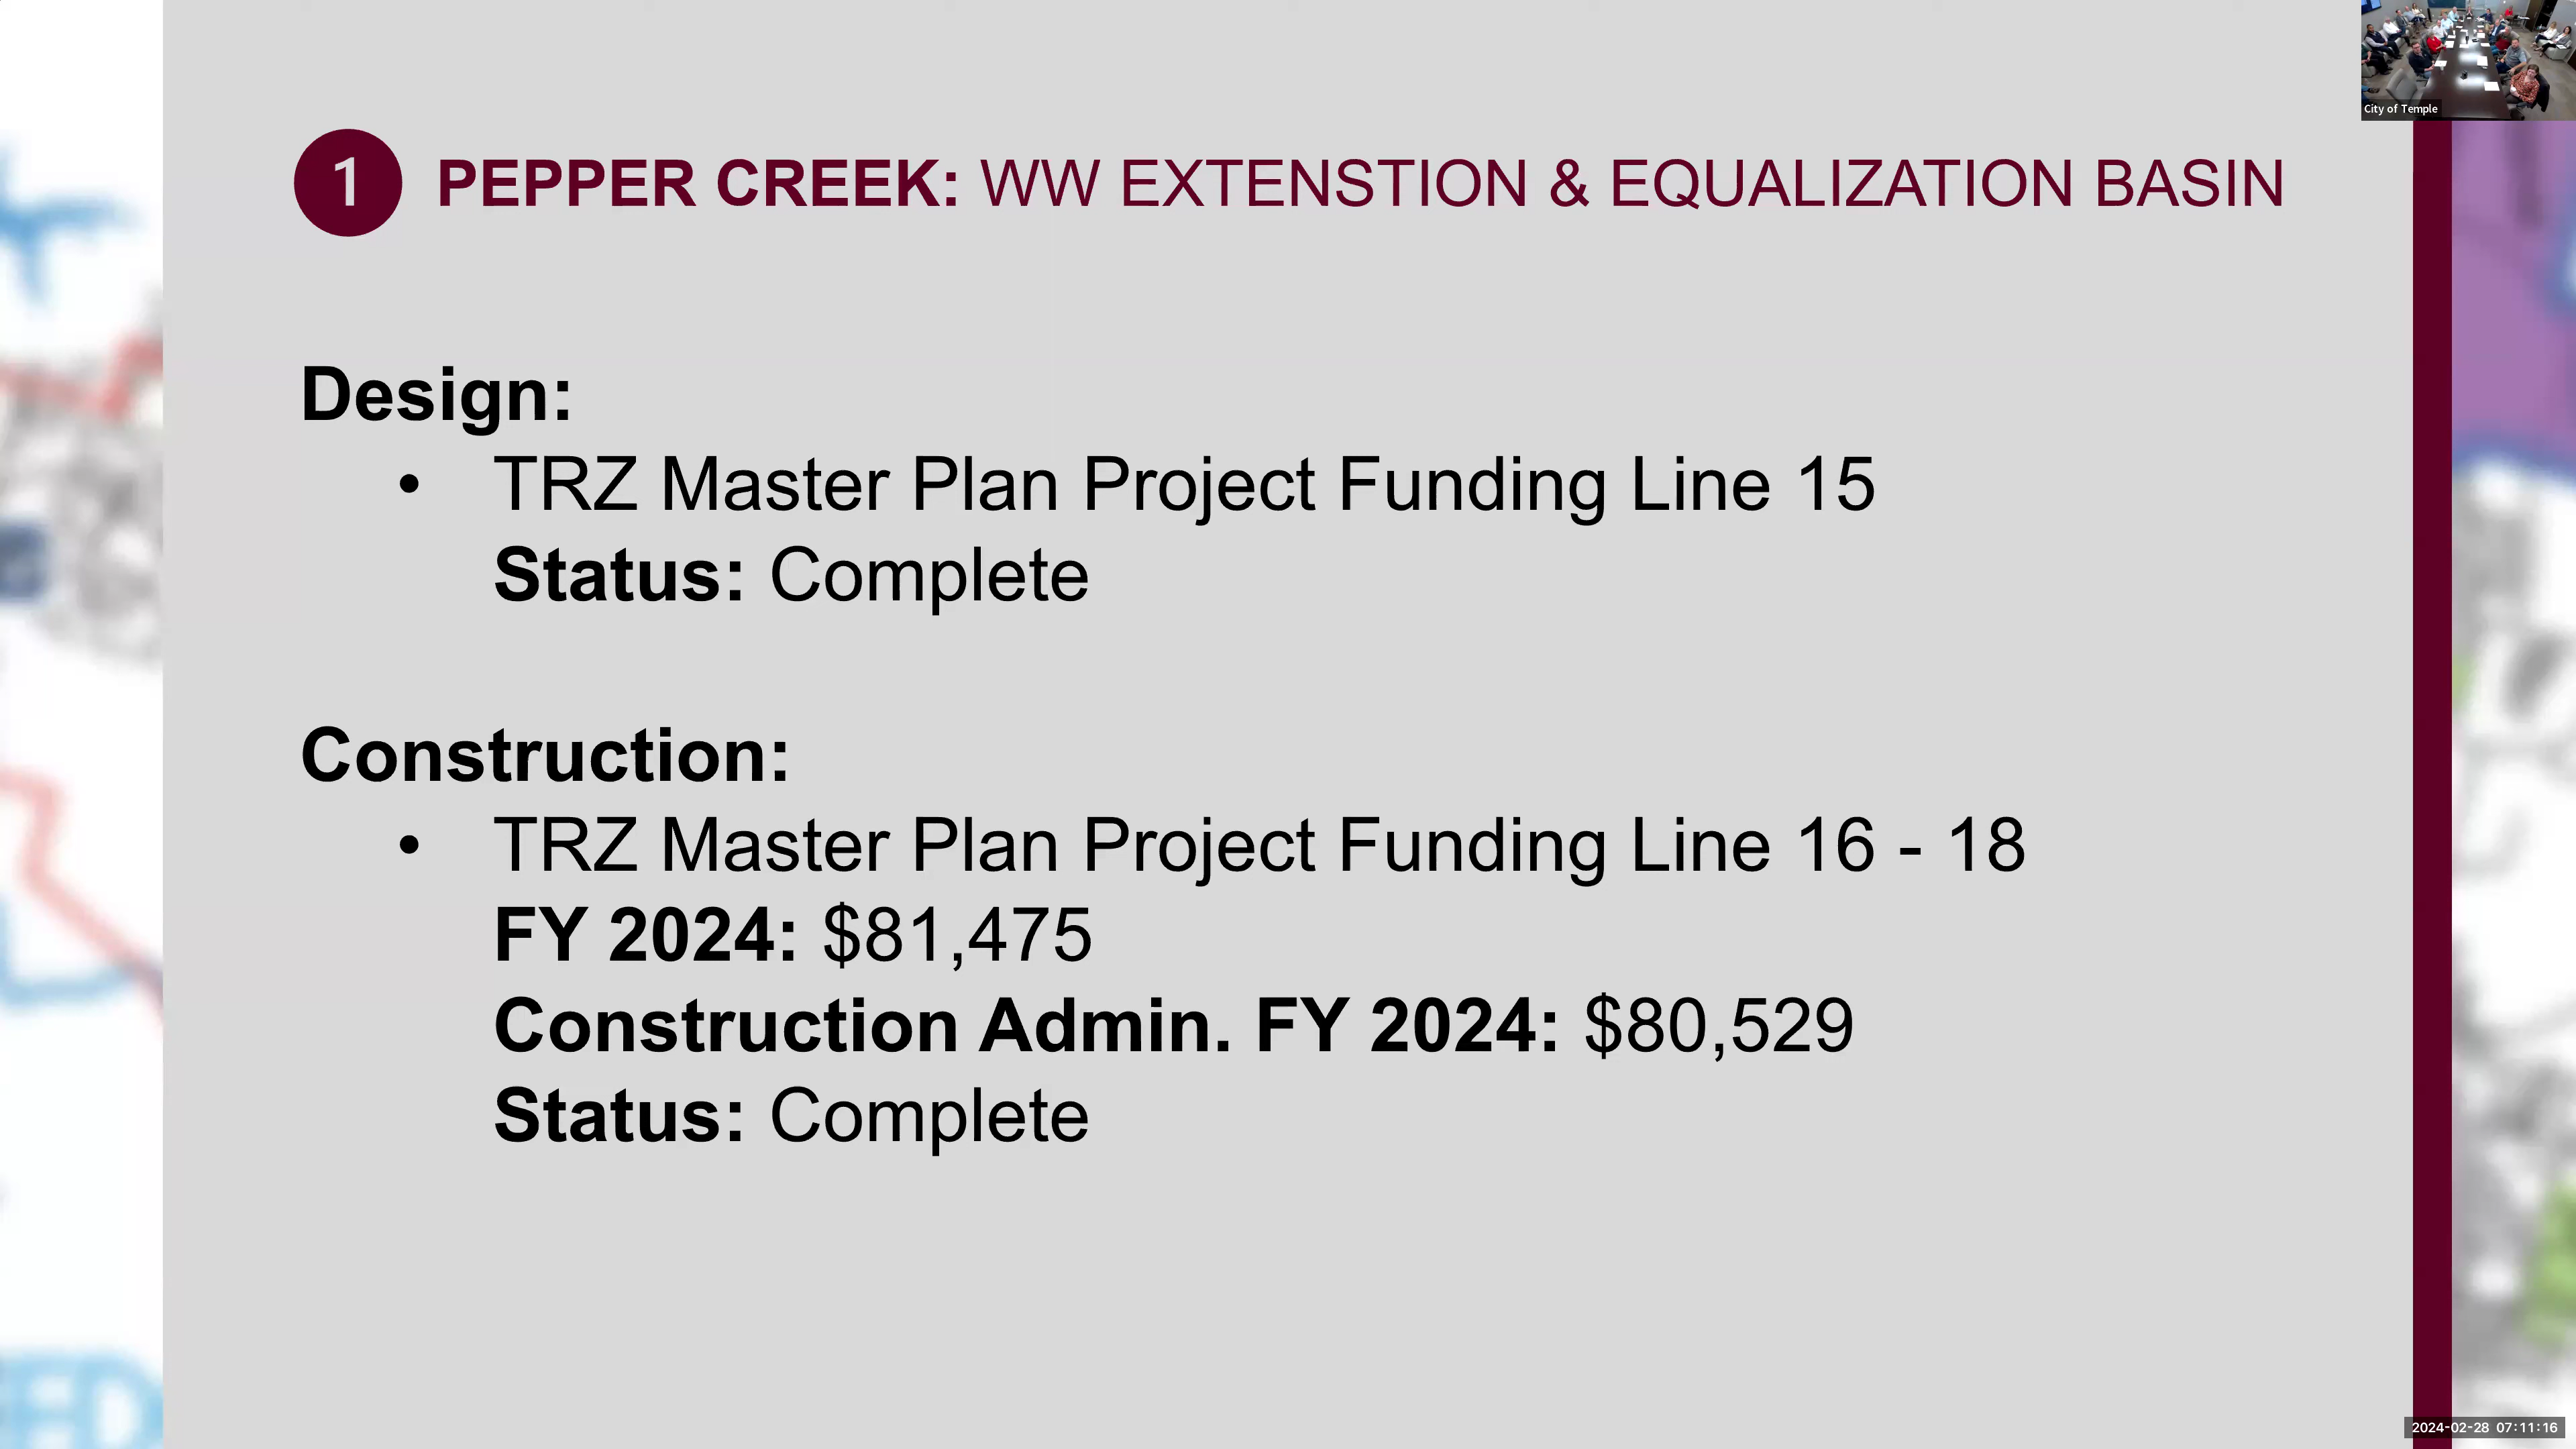 City of Temple
1 PEPPER CREEK: WW EXTENSTION & EQUALIZATION BASIN
Design:
• TRZ Master Plan Project Funding Line 15
Status: Complete
Construction:
• TRZ Master Plan Project Funding Line 16 - 18
FY 2024: $81,475
Construction Admin. FY 2024: $80,529
Status: Complete
2024-02-28 07:11:16